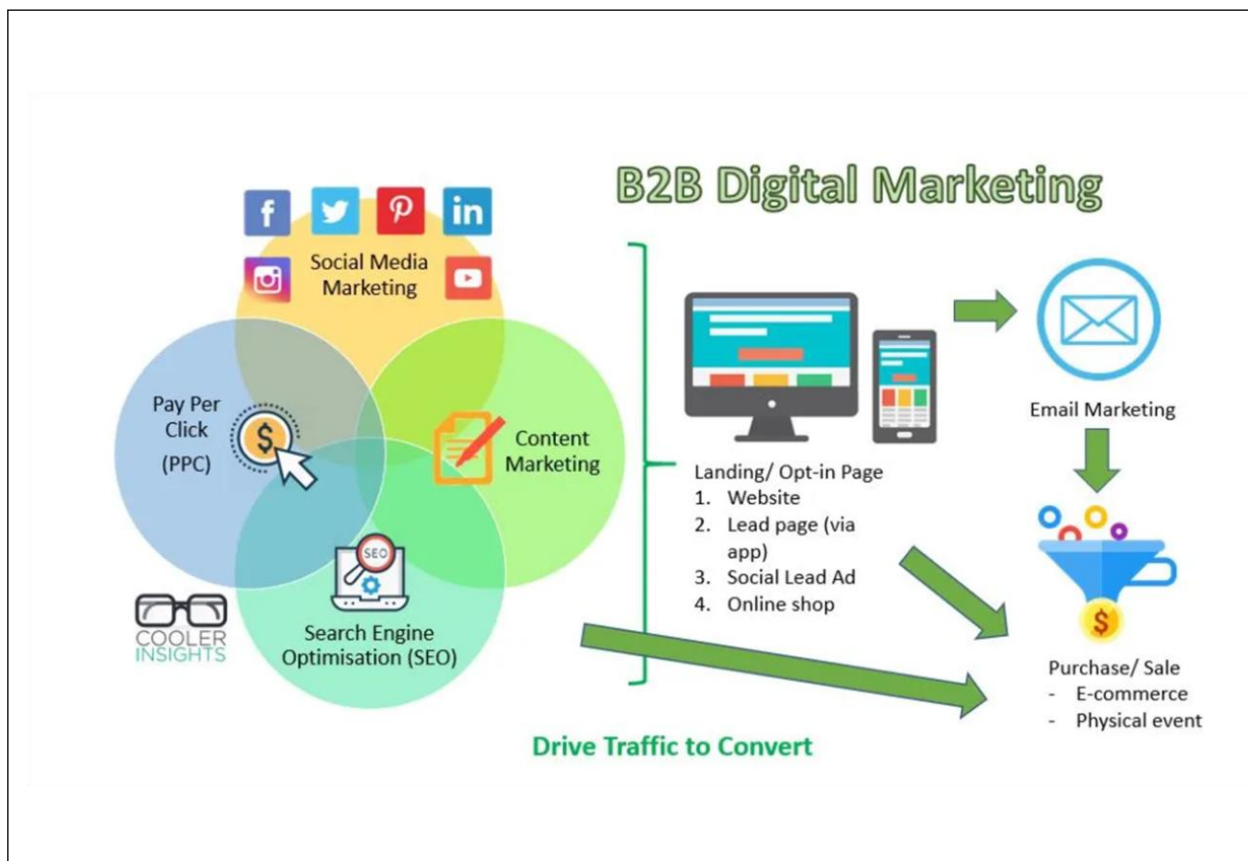 B2B Digital Marketing
f
in
Social Media
Marketing
Pay Per
Click
(PPC)
$
Content
Marketing
SEO
Search Engine
Optimisation (SEO)
COOLER
INSIGHTS
Landing/ Opt-in Page
1. Website
2. Lead page (via
app)
3. Social Lead Ad
4. Online shop
Email Marketing
$
Purchase/ Sale
- E-commerce
- Physical event
Drive Traffic to Convert